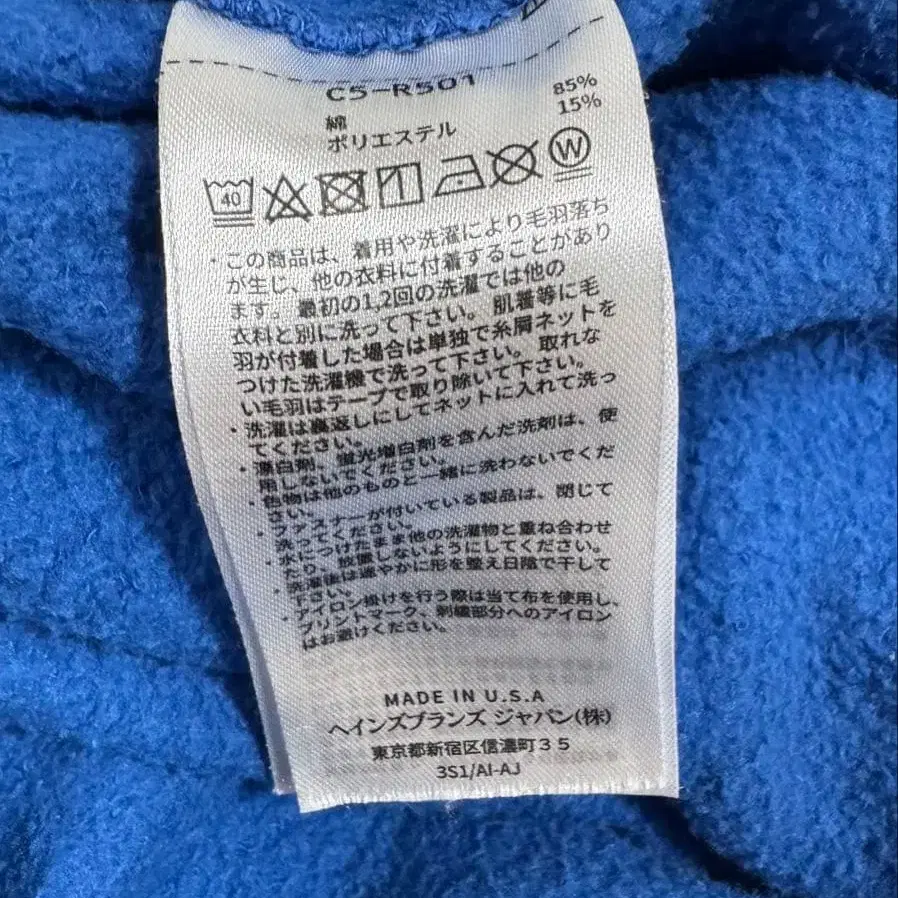 C5-R501
綿 85%
ポリエステル 15%
40 W
・この商品は、着用や洗濯により毛羽落ち
が生じ、他の衣料に付着することがあり
ます。最初の1,2回の洗濯では他の
衣料と別に洗って下さい。肌着等に毛
羽が付着した場合は単独で糸屑ネットを
つけた洗濯機で洗って下さい。取れな
い毛羽はテープで取り除いて下さい。
・洗濯は裏返しにしてネットに入れて洗っ
てください。
・漂白剤、蛍光増白剤を含んだ洗剤は、使
用しないでください。
・色物は他のものと一緒に洗わないでくだ
さい。
・ファスナーが付いている製品は、閉じて
洗ってください。
・水につけたまま他の洗濯物と重ね合わせ
たり、放置しないようにしてください。
・洗濯後は速やかに形を整え日陰で干して
下さい。
・アイロン掛けを行う際は当て布を使用し、
プリントマーク、刺繍部分へのアイロン
はお避けください。
MADE IN U.S.A
ヘインズブランズ ジャパン(株)
東京都新宿区信濃町35
3S1/AI-AJ